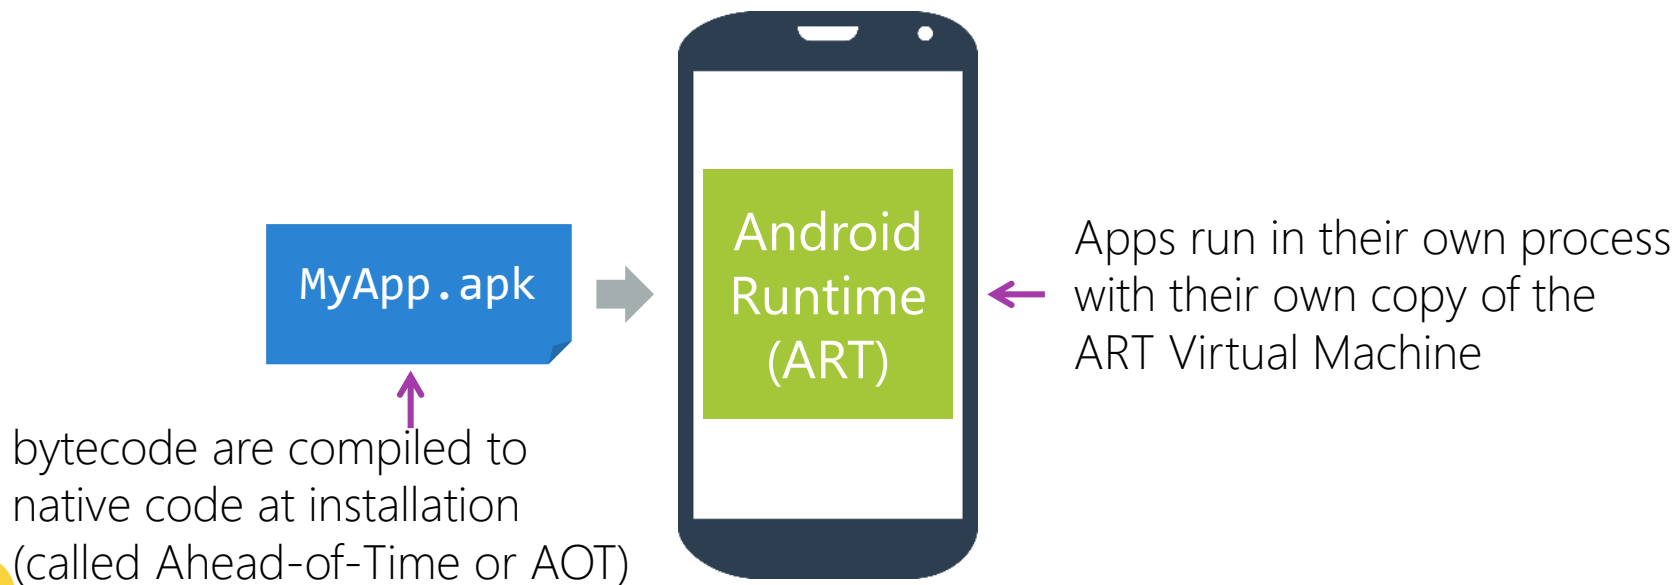 MyApp.apk
bytecode are compiled to
native code at installation
(called Ahead-of-Time or AOT)
Android
Runtime
(ART)
Apps run in their own process
with their own copy of the
ART Virtual Machine